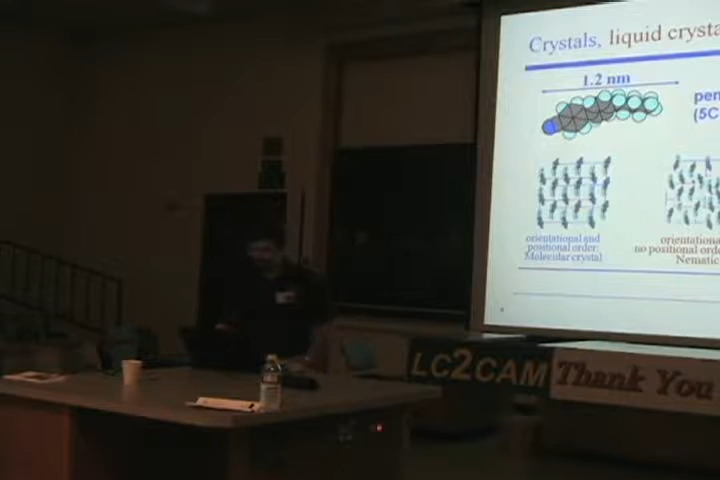 Crystals, liquid crysta
1.2 nm
pen
(5C
orientational and
positional order:
Molecular crystal
orientationa
no positional orde
Nematic
LC2CAM
Thank You